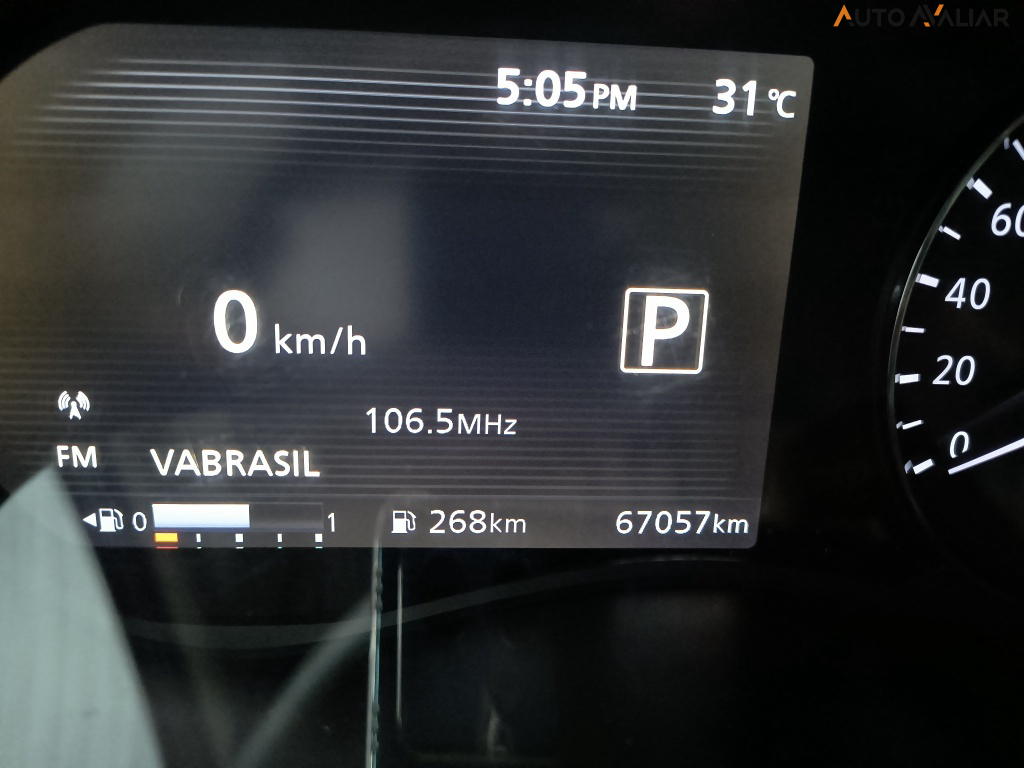 AUTO AVALIAR
5:05PM 31°C
0 km/h P
106.5MHz
FM VABRASIL
0 1 268km 67057km
60
40
20
0